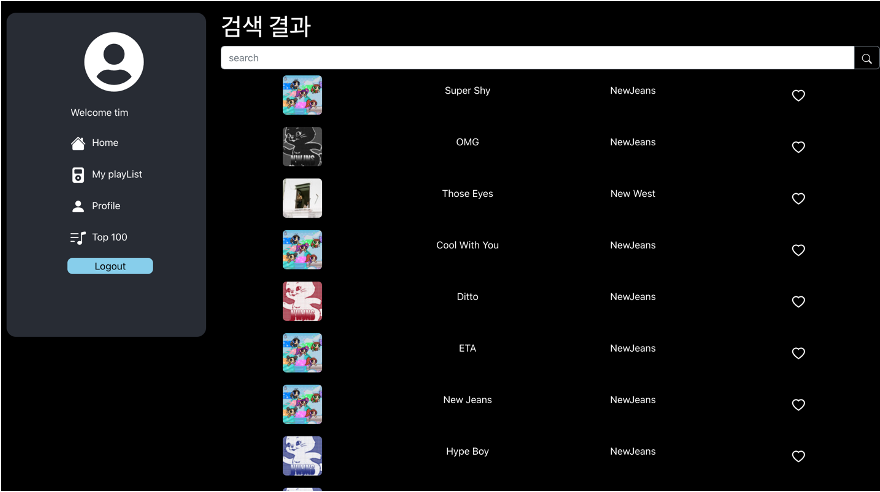 검색 결과
search
Welcome tim
Home
My playList
Profile
Top 100
Logout
Super Shy NewJeans
OMG NewJeans
Those Eyes New West
Cool With You NewJeans
Ditto NewJeans
ETA NewJeans
New Jeans NewJeans
Hype Boy NewJeans